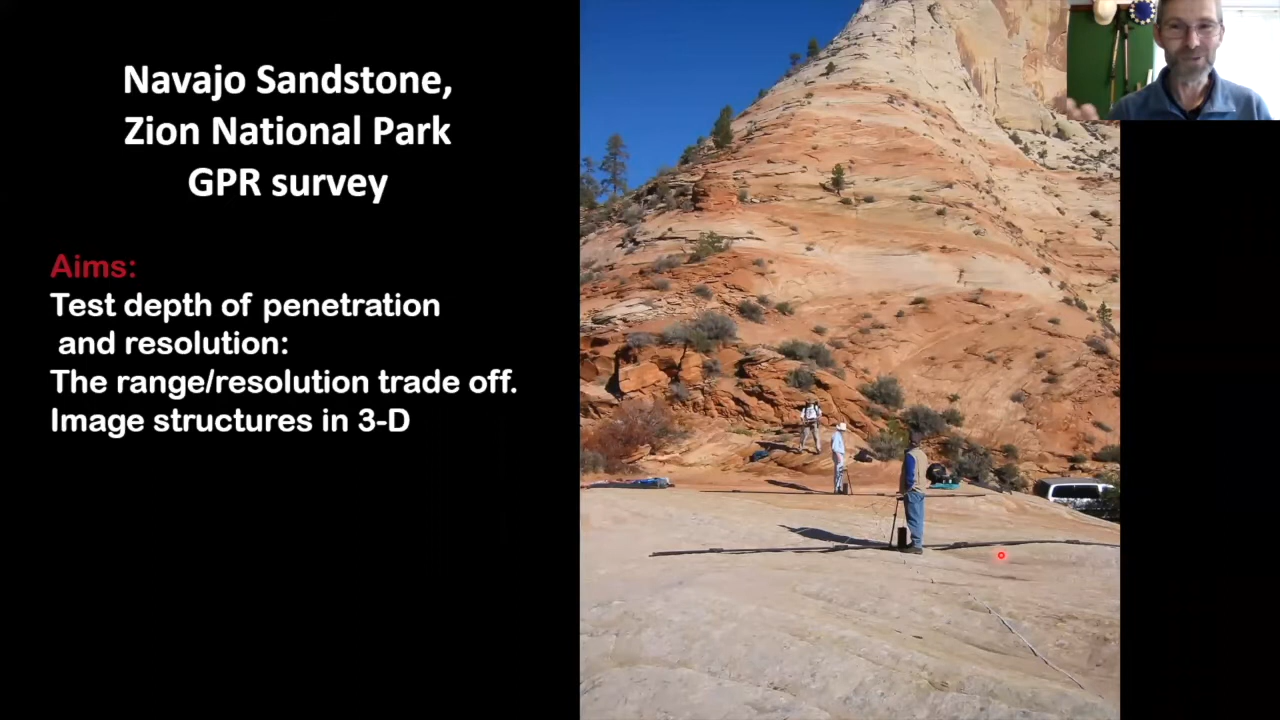 Navajo Sandstone,
Zion National Park
GPR survey
Aims:
Test depth of penetration
and resolution:
The range/resolution trade off.
Image structures in 3-D